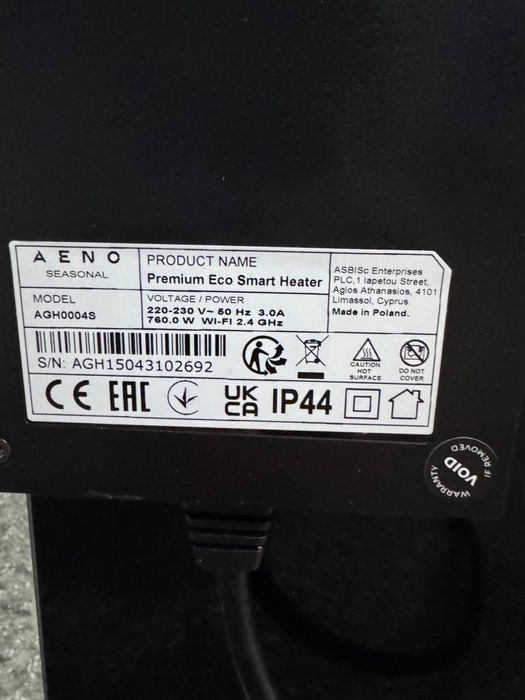 AENO
SEASONAL
PRODUCT NAME
Premium Eco Smart Heater
MODEL
AGH0004S
VOLTAGE / POWER
220-230 V~ 50 Hz 3.0A
760.0 W WI-FI 2.4 GHz
ASBISc Enterprises
PLC,1 Iapetou Street,
Agios Athanasios, 4101
Limassol, Cyprus.
Made in Poland.
S/N: AGH15043102692
CAUTION
HOT
SURFACE
DO NOT
COVER
CE EAC UK
CA IP44
WARRANTY
VOID
IF REMOVED